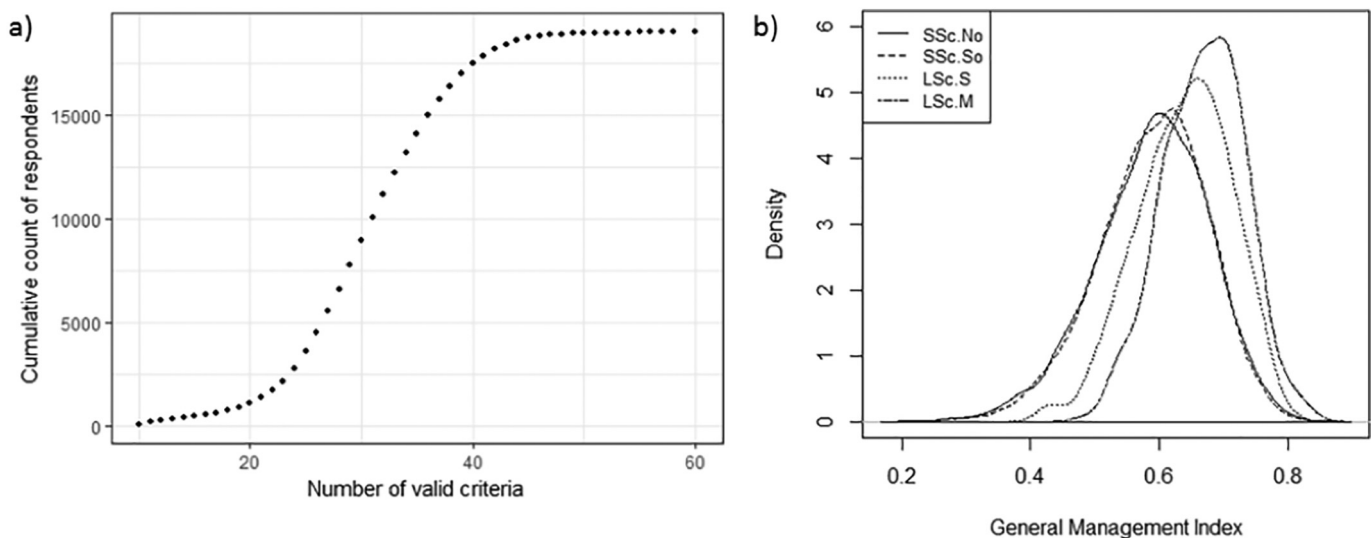 a)
Cumulative count of respondents
15000
10000
5000
0
20 40 60
Number of valid criteria
b)
SSc.No
SSc.So
LSc.S
LSc.M
Density
6
5
4
3
2
1
0
0.2 0.4 0.6 0.8
General Management Index